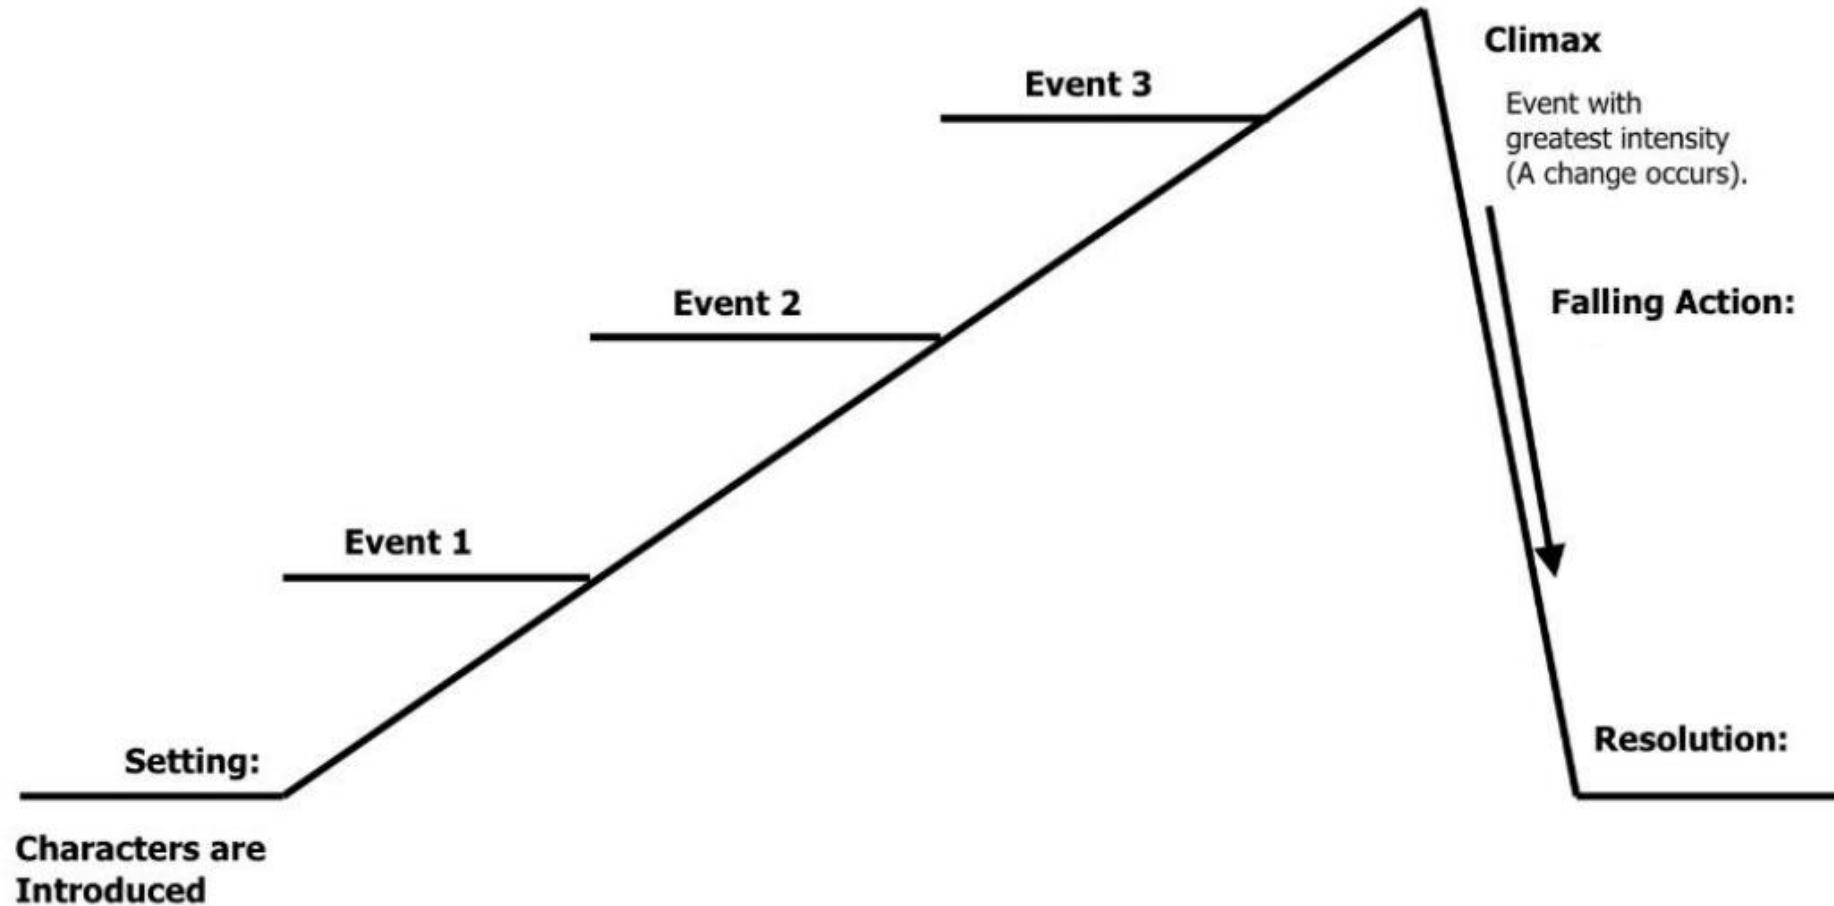 Climax
Event with
greatest intensity
(A change occurs).
Event 3
Event 2
Falling Action:
Event 1
Setting:
Resolution:
Characters are
Introduced